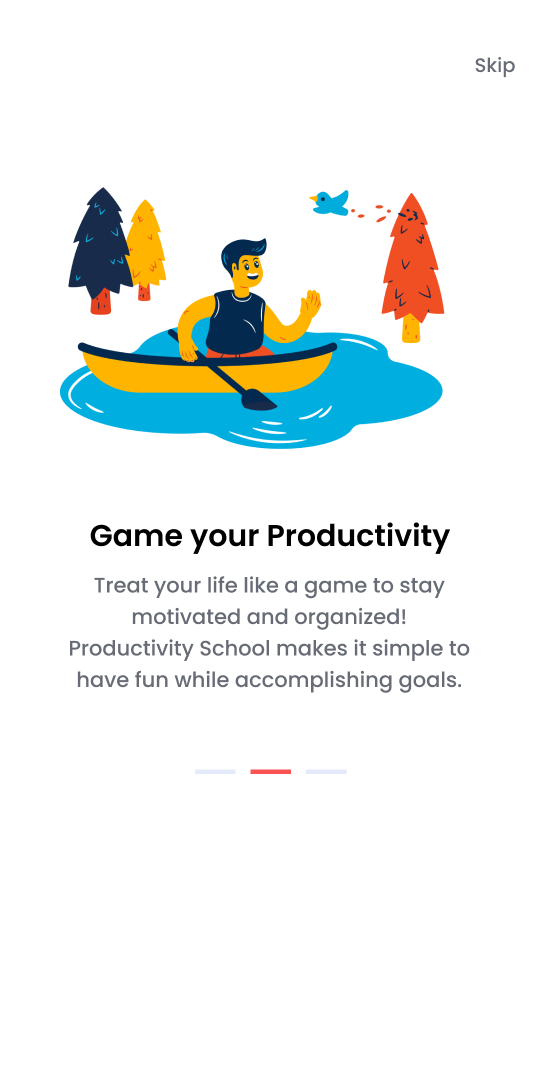 Skip
Game your Productivity
Treat your life like a game to stay
motivated and organized!
Productivity School makes it simple to
have fun while accomplishing goals.